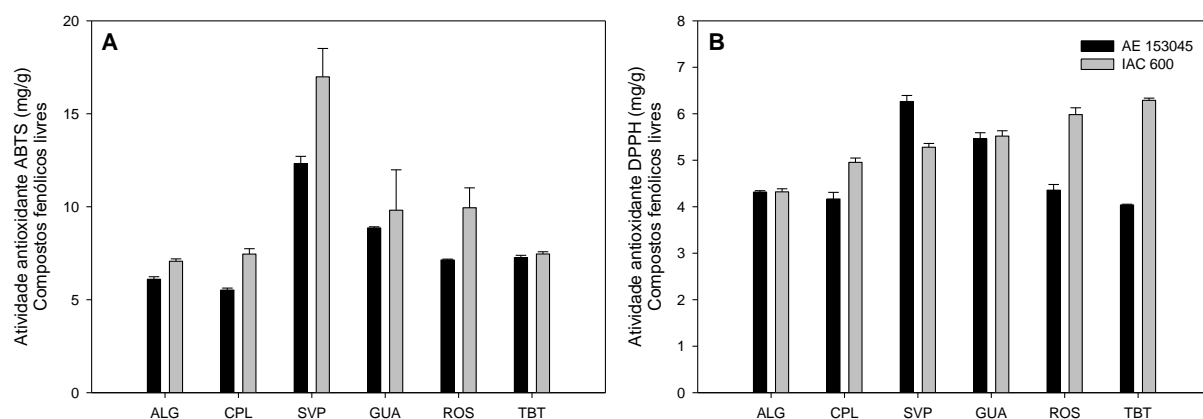 A
Atividade antioxidante ABTS (mg/g)
Compostos fenólicos livres
20
15
10
5
0
ALG CPL SVP GUA ROS TBT
B
AE 153045
IAC 600
Atividade antioxidante DPPH (mg/g)
Compostos fenólicos livres
8
7
6
5
4
3
2
1
0
ALG CPL SVP GUA ROS TBT